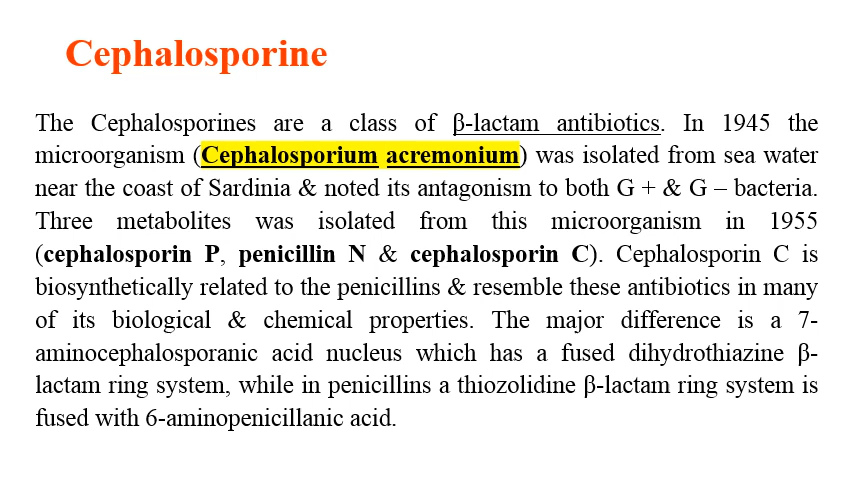 Cephalosporine
The Cephalosporines are a class of β-lactam antibiotics. In 1945 the
microorganism (Cephalosporium acremonium) was isolated from sea water
near the coast of Sardinia & noted its antagonism to both G + & G – bacteria.
Three metabolites was isolated from this microorganism in 1955
(cephalosporin P, penicillin N & cephalosporin C). Cephalosporin C is
biosynthetically related to the penicillins & resemble these antibiotics in many
of its biological & chemical properties. The major difference is a 7-
aminocephalosporanic acid nucleus which has a fused dihydrothiazine β-
lactam ring system, while in penicillins a thiozolidine β-lactam ring system is
fused with 6-aminopenicillanic acid.